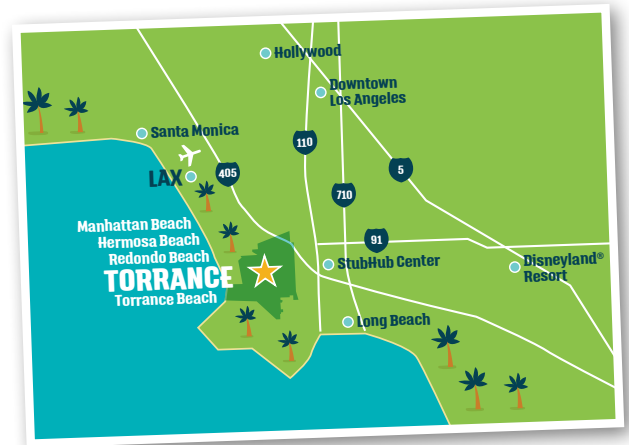 Hollywood
Downtown
Los Angeles
Santa Monica
110
LAX
405
5
710
Manhattan Beach
Hermosa Beach
Redondo Beach
TORRANCE
Torrance Beach
91
StubHub Center
Disneyland®
Resort
Long Beach